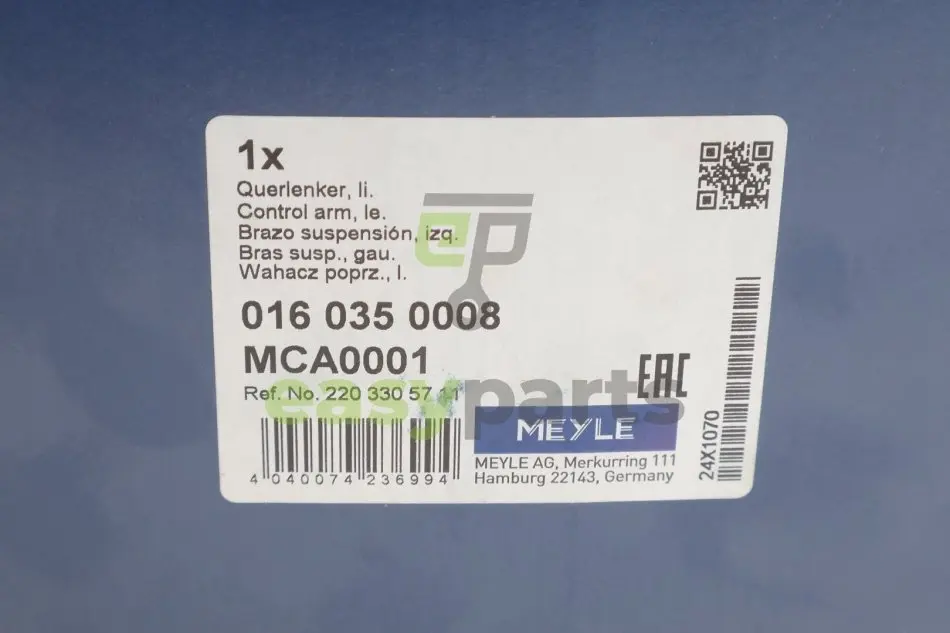 1x
Querlenker, li.
Control arm, le.
Brazo suspensión, izq.
Bras susp., gau.
Wahacz poprz., l.
ep
016 035 0008
MCA0001
EAC
Ref. No. 220 330 57 11
easyparts
MEYLE
MEYLE AG, Merkurring 111
Hamburg 22143, Germany
4 040074 236994
24X1070